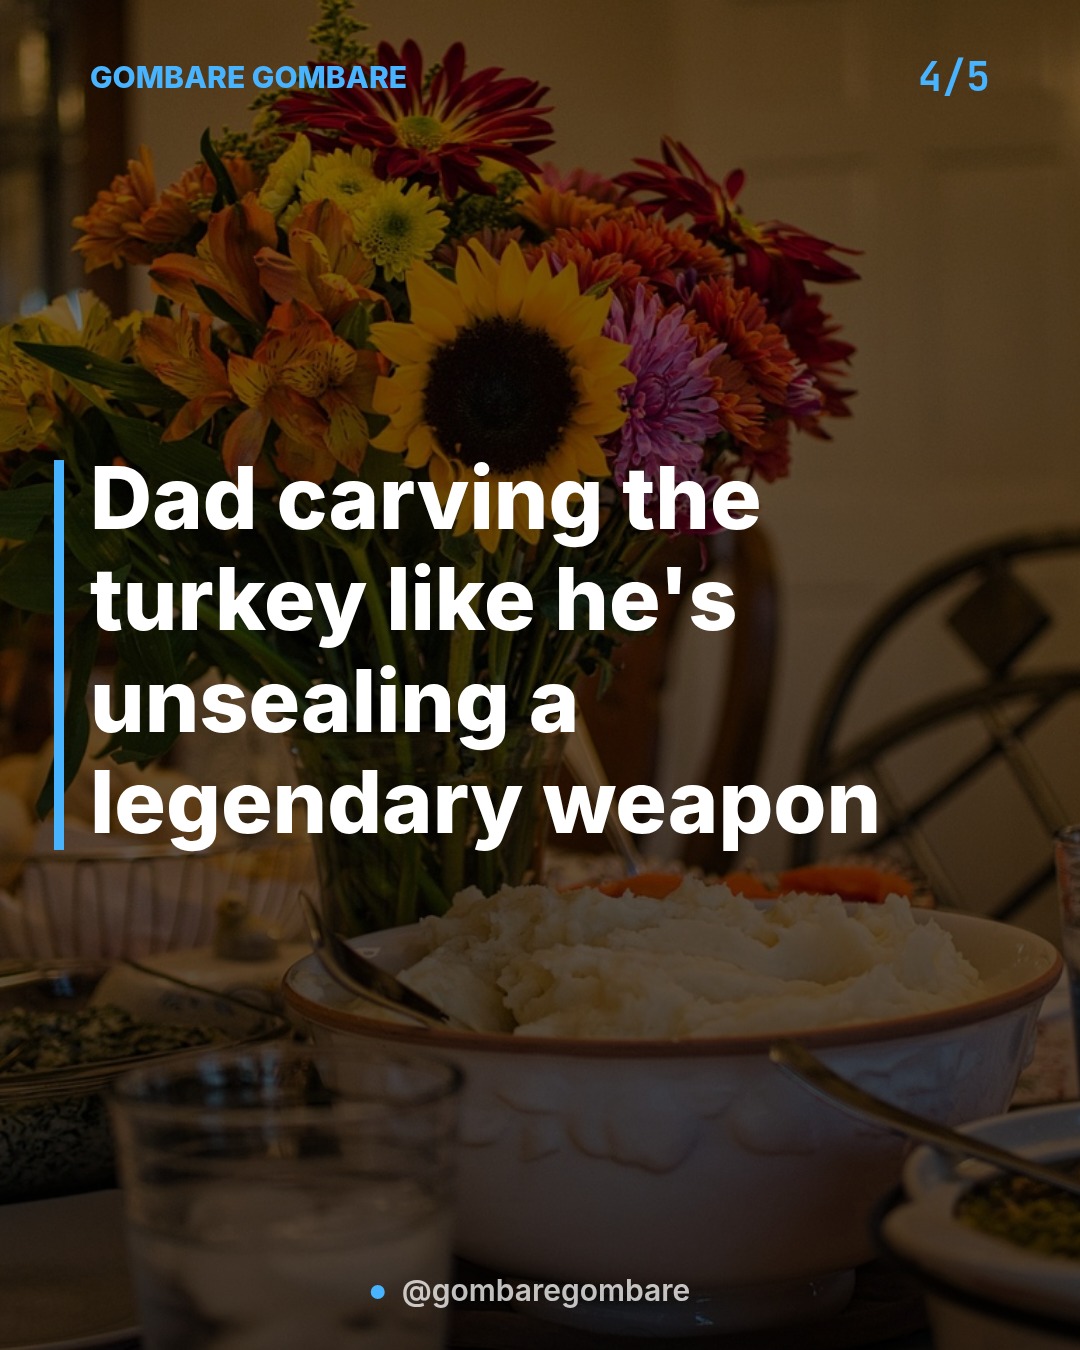 GOMBARE GOMBARE
4/5
Dad carving the
turkey like he's
unsealing a
legendary weapon
@gombaregombare